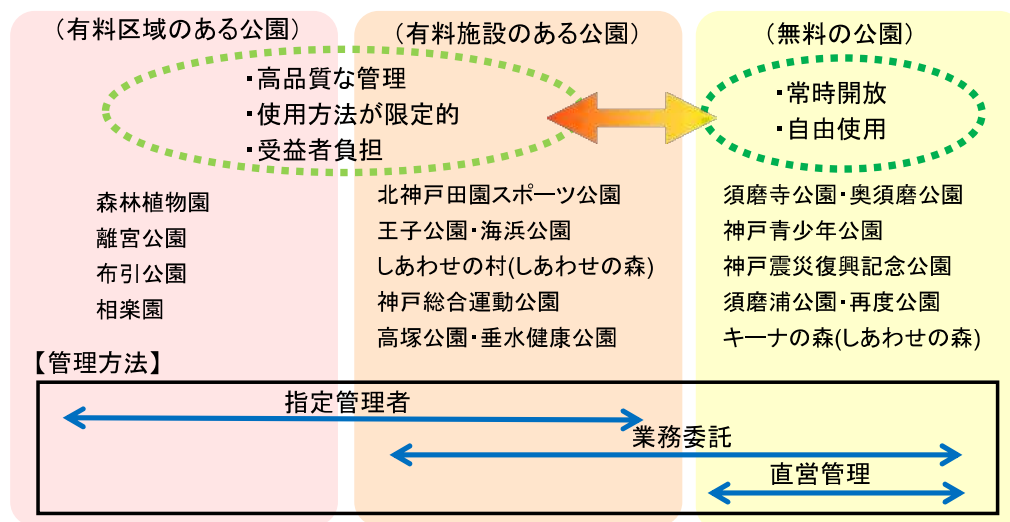 (有料区域のある公園)
(有料施設のある公園)
(無料の公園)
・高品質な管理
・使用方法が限定的
・受益者負担
・常時開放
・自由使用
森林植物園
離宮公園
布引公園
相楽園
北神戸田園スポーツ公園
王子公園・海浜公園
しあわせの村(しあわせの森)
神戸総合運動公園
高塚公園・垂水健康公園
須磨寺公園・奥須磨公園
神戸青少年公園
神戸震災復興記念公園
須磨浦公園・再度公園
キーナの森(しあわせの森)
【管理方法】
指定管理者
業務委託
直営管理